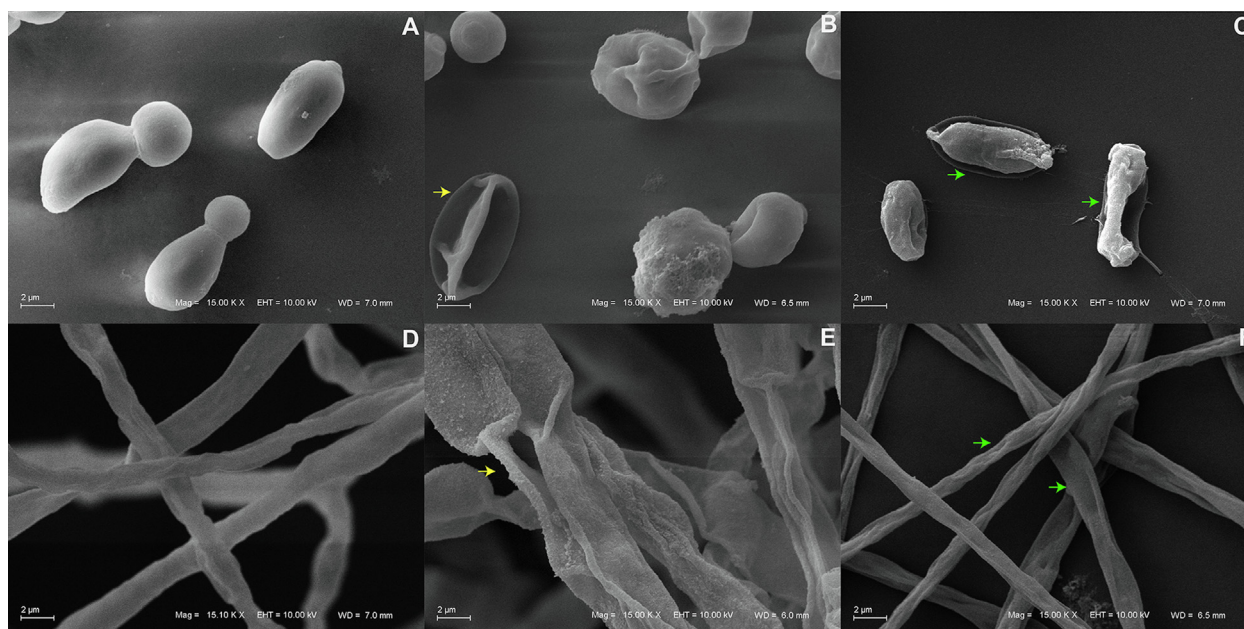 A
2 µm Mag = 15.00 K X EHT = 10.00 kV WD = 7.0 mm
B
2 µm Mag = 15.00 K X EHT = 10.00 kV WD = 6.5 mm
C
2 µm Mag = 15.00 K X EHT = 10.00 kV WD = 7.0 mm
D
2 µm Mag = 15.10 K X EHT = 10.00 kV WD = 7.0 mm
E
2 µm Mag = 15.00 K X EHT = 10.00 kV WD = 6.0 mm
2 µm Mag = 15.00 K X EHT = 10.00 kV WD = 6.5 mm